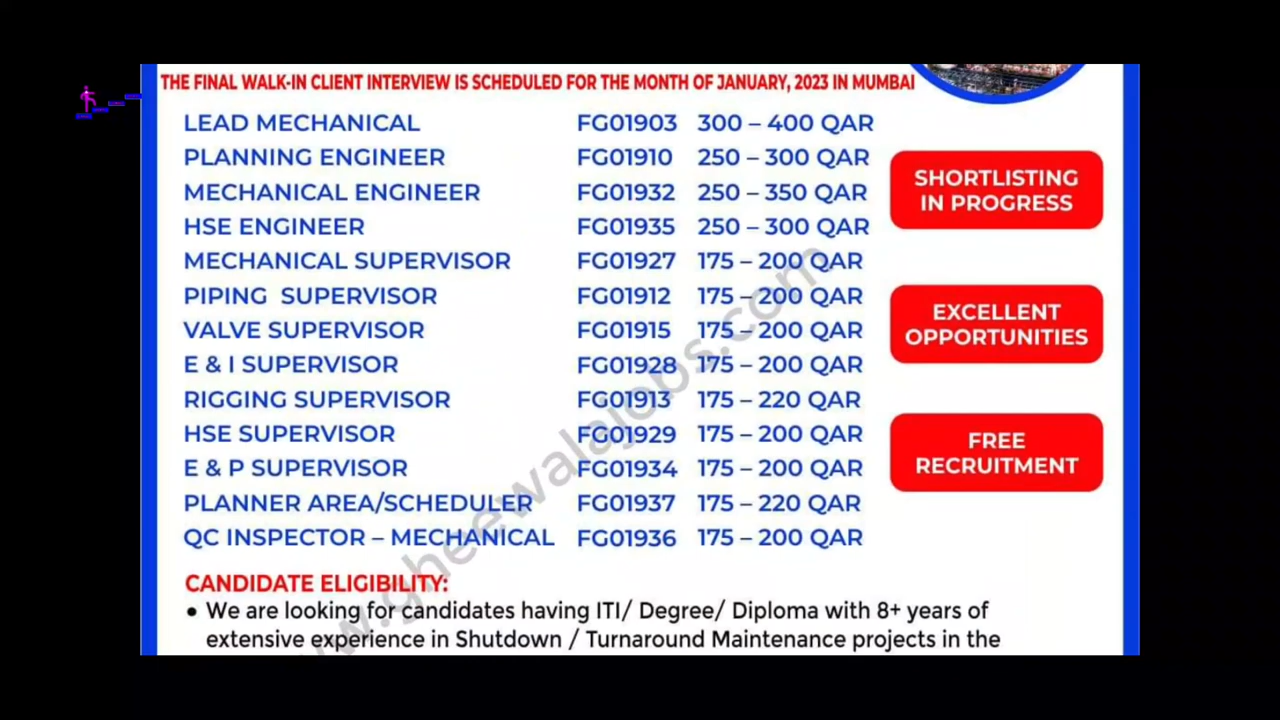 THE FINAL WALK-IN CLIENT INTERVIEW IS SCHEDULED FOR THE MONTH OF JANUARY, 2023 IN MUMBAI
LEAD MECHANICAL FG01903 300 – 400 QAR
PLANNING ENGINEER FG01910 250 – 300 QAR
MECHANICAL ENGINEER FG01932 250 – 350 QAR
HSE ENGINEER FG01935 250 – 300 QAR
MECHANICAL SUPERVISOR FG01927 175 – 200 QAR
PIPING SUPERVISOR FG01912 175 – 200 QAR
VALVE SUPERVISOR FG01915 175 – 200 QAR
E & I SUPERVISOR FG01928 175 – 200 QAR
RIGGING SUPERVISOR FG01913 175 – 220 QAR
HSE SUPERVISOR FG01929 175 – 200 QAR
E & P SUPERVISOR FG01934 175 – 200 QAR
PLANNER AREA/SCHEDULER FG01937 175 – 220 QAR
QC INSPECTOR – MECHANICAL FG01936 175 – 200 QAR
SHORTLISTING
IN PROGRESS
EXCELLENT
OPPORTUNITIES
FREE
RECRUITMENT
CANDIDATE ELIGIBILITY:
• We are looking for candidates having ITI/ Degree/ Diploma with 8+ years of
extensive experience in Shutdown / Turnaround Maintenance projects in the
www.gheewalajobs.com